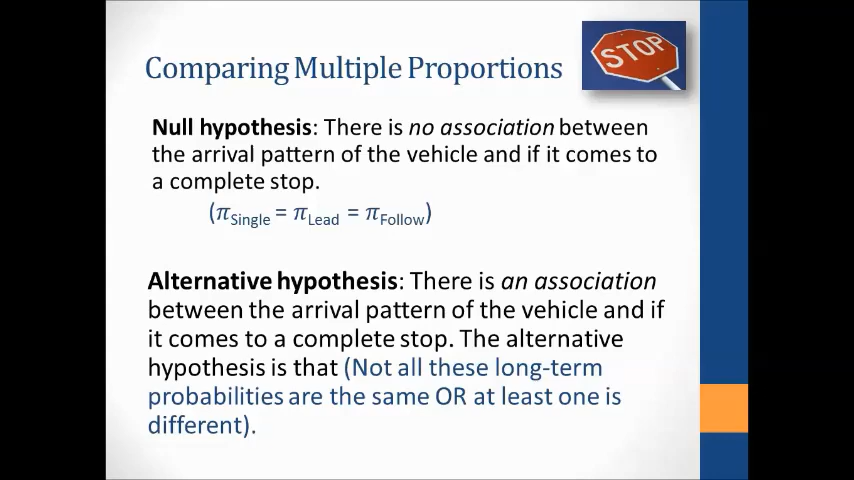 Comparing Multiple Proportions
STOP
Null hypothesis: There is no association between
the arrival pattern of the vehicle and if it comes to
a complete stop.
(π_Single = π_Lead = π_Follow)
Alternative hypothesis: There is an association
between the arrival pattern of the vehicle and if
it comes to a complete stop. The alternative
hypothesis is that (Not all these long-term
probabilities are the same OR at least one is
different).